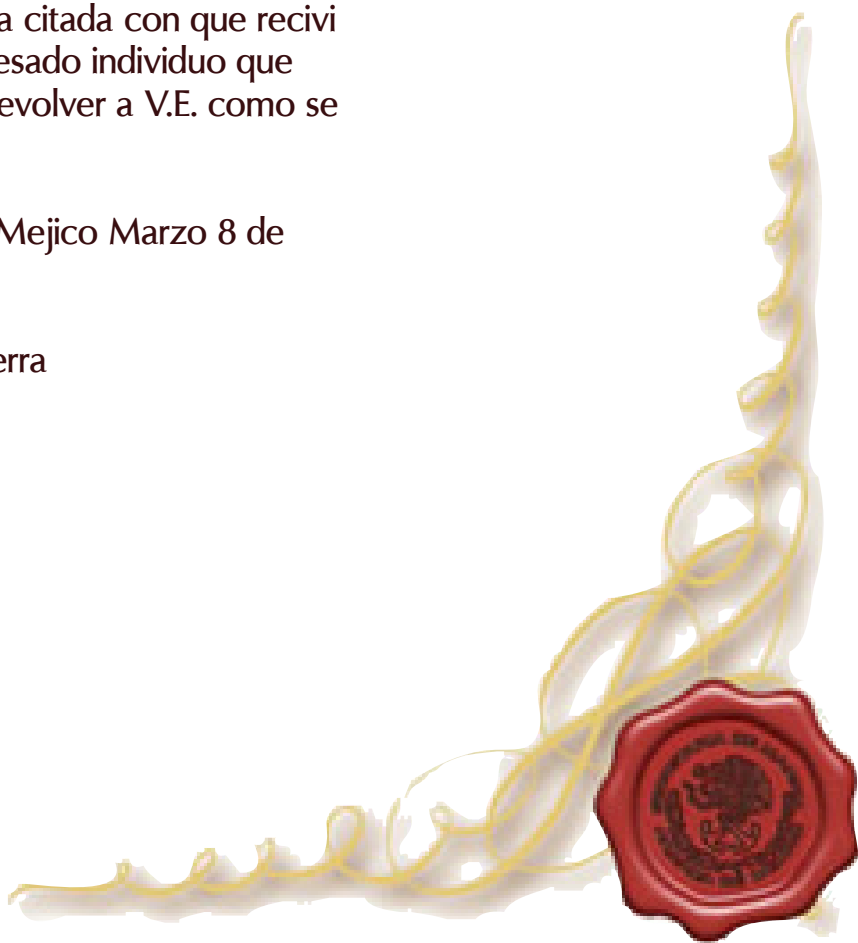 a citada con que recivi
esado individuo que
evolver a V.E. como se
Mejico Marzo 8 de
erra